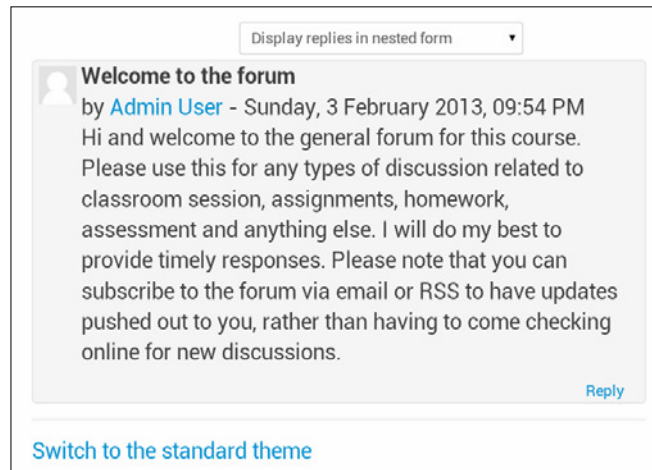 Display replies in nested form
Welcome to the forum
by Admin User - Sunday, 3 February 2013, 09:54 PM
Hi and welcome to the general forum for this course.
Please use this for any types of discussion related to
classroom session, assignments, homework,
assessment and anything else. I will do my best to
provide timely responses. Please note that you can
subscribe to the forum via email or RSS to have updates
pushed out to you, rather than having to come checking
online for new discussions.
Reply
Switch to the standard theme